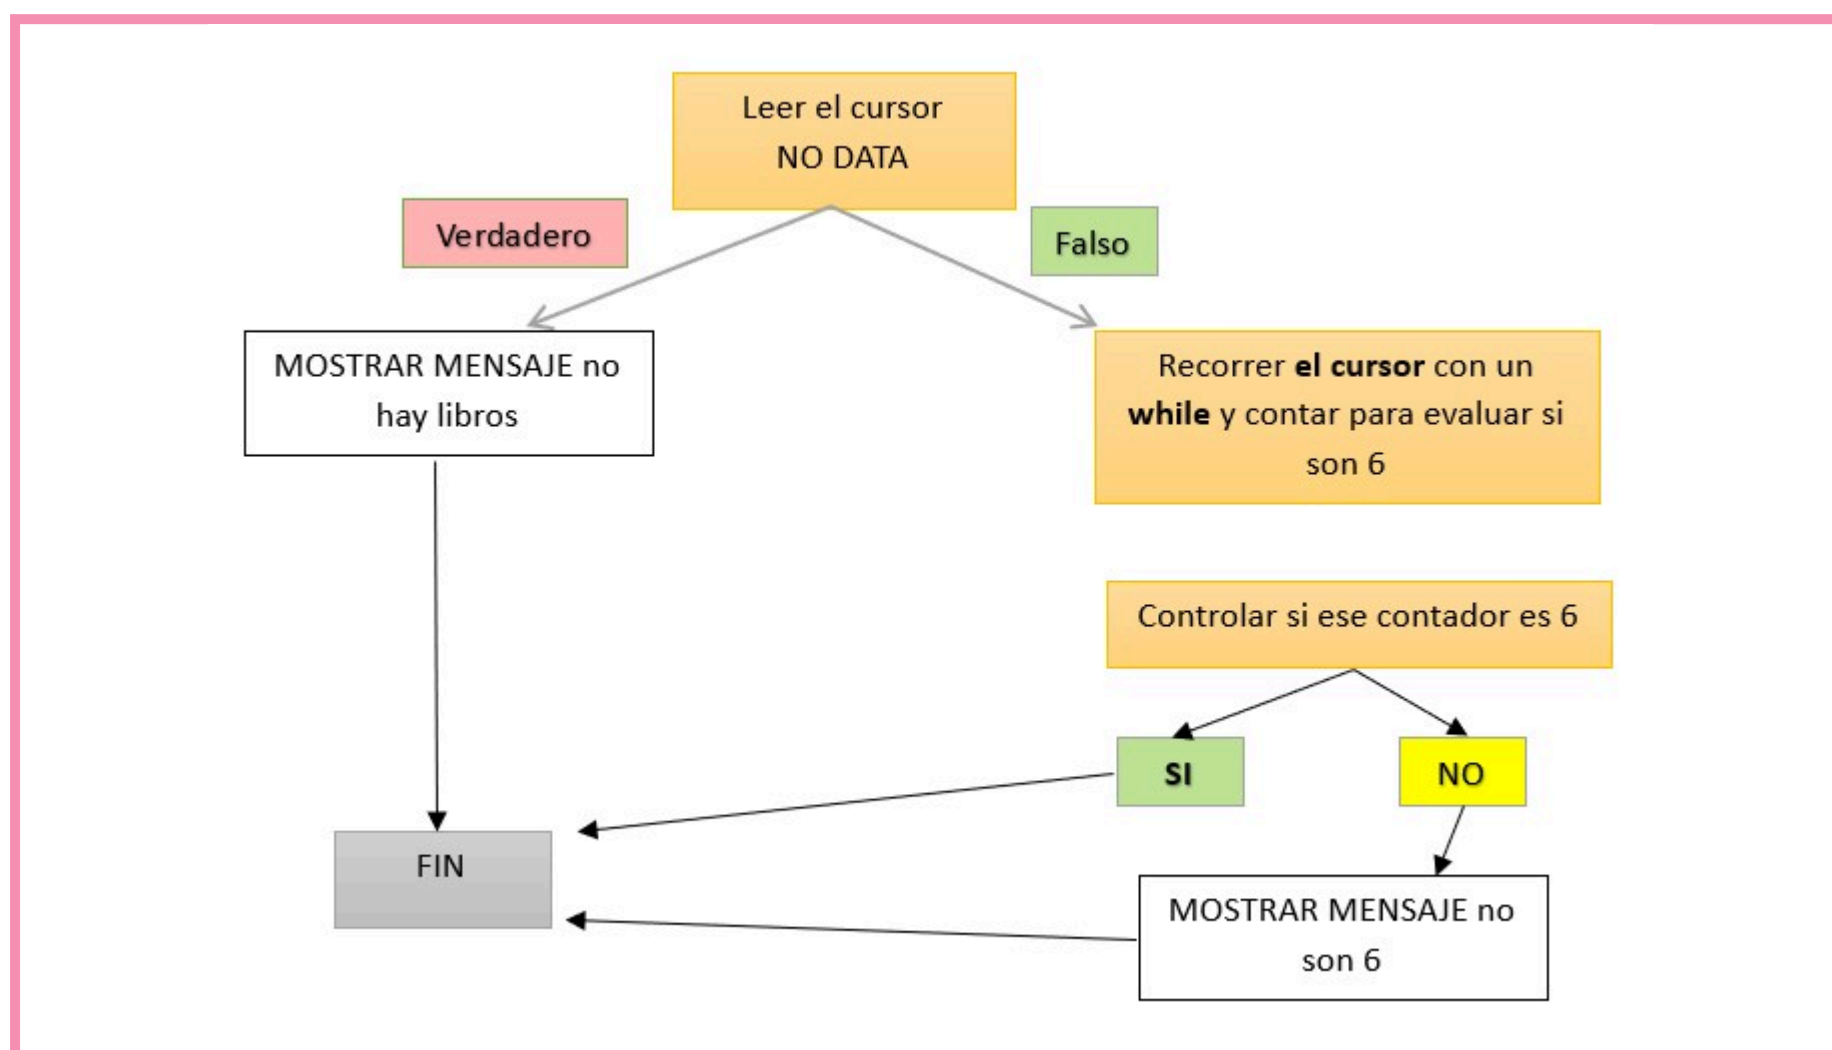 Leer el cursor
NO DATA
Verdadero
Falso
MOSTRAR MENSAJE no
hay libros
Recorrer el cursor con un
while y contar para evaluar si
son 6
Controlar si ese contador es 6
SI
NO
FIN
MOSTRAR MENSAJE no
son 6